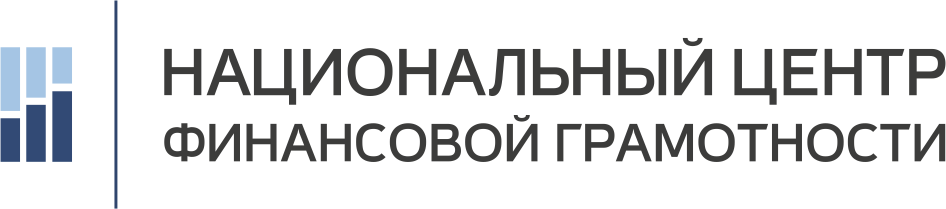 НАЦИОНАЛЬНЫЙ ЦЕНТР
ФИНАНСОВОЙ ГРАМОТНОСТИ